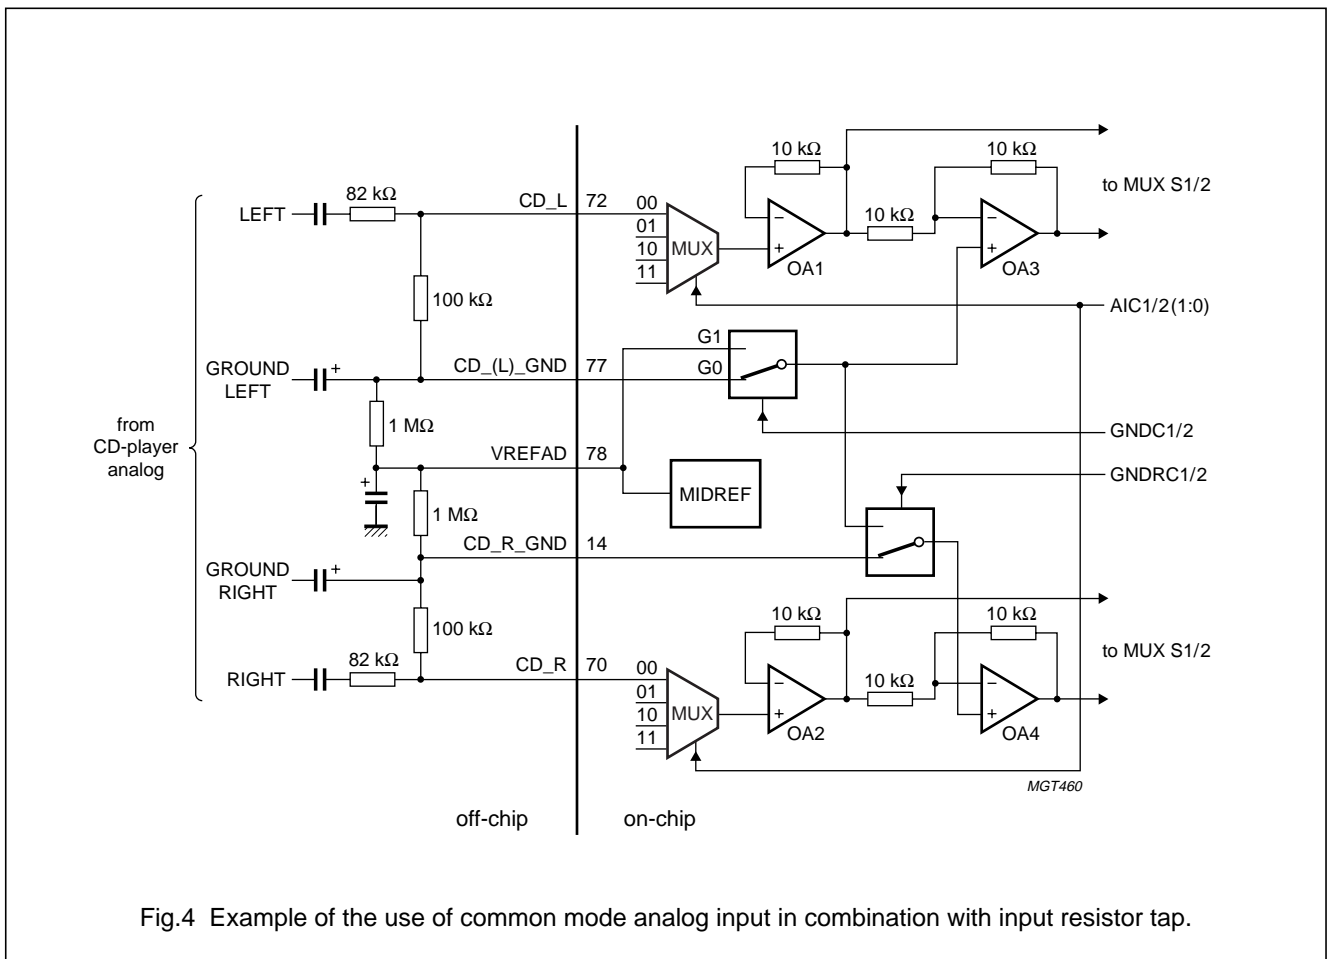 10 kΩ
10 kΩ
to MUX S1/2
82 kΩ
LEFT
CD_L
72
00
01
10
11
MUX
10 kΩ
−
+
OA1
−
+
OA3
100 kΩ
AIC1/2(1:0)
GROUND
LEFT
+
CD_(L)_GND
77
G1
G0
from
CD-player
analog
1 MΩ
GNDC1/2
VREFAD
78
MIDREF
GNDRC1/2
+
1 MΩ
CD_R_GND
14
GROUND
RIGHT
+
100 kΩ
10 kΩ
10 kΩ
to MUX S1/2
82 kΩ
RIGHT
CD_R
70
00
01
10
11
MUX
10 kΩ
−
+
OA2
−
+
OA4
MGT460
off-chip
on-chip
Fig.4 Example of the use of common mode analog input in combination with input resistor tap.